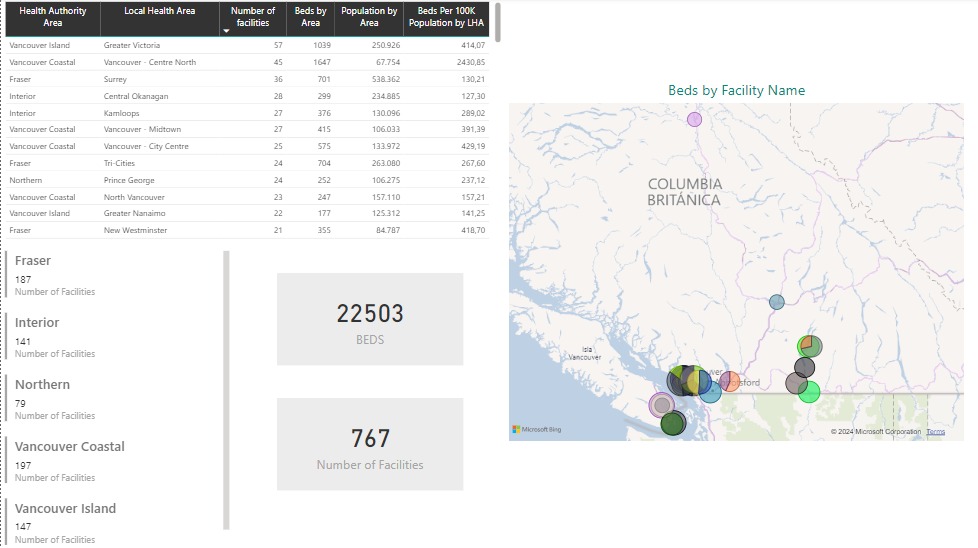 Health Authority Area Local Health Area Number of facilities Beds by Area Population by Area Beds Per 100K Population by LHA
Vancouver Island Greater Victoria 57 1039 250.926 414,07
Vancouver Coastal Vancouver - Centre North 45 1647 67.754 2430,85
Fraser Surrey 36 701 538.362 130,21
Interior Central Okanagan 28 299 234.885 127,30
Interior Kamloops 27 376 130.096 289,02
Vancouver Coastal Vancouver - Midtown 27 415 106.033 391,39
Vancouver Coastal Vancouver - City Centre 25 575 133.972 429,19
Fraser Tri-Cities 24 704 263.080 267,60
Northern Prince George 24 252 106.275 237,12
Vancouver Coastal North Vancouver 23 247 157.110 157,21
Vancouver Island Greater Nanaimo 22 177 125.312 141,25
Fraser New Westminster 21 355 84.787 418,70
Fraser
187
Number of Facilities
Interior
141
Number of Facilities
Northern
79
Number of Facilities
Vancouver Coastal
197
Number of Facilities
Vancouver Island
147
Number of Facilities
22503
BEDS
767
Number of Facilities
Beds by Facility Name
COLUMBIA
BRITÁNICA
Isla
Vancouver
Microsoft Bing
© 2024 Microsoft Corporation Terms